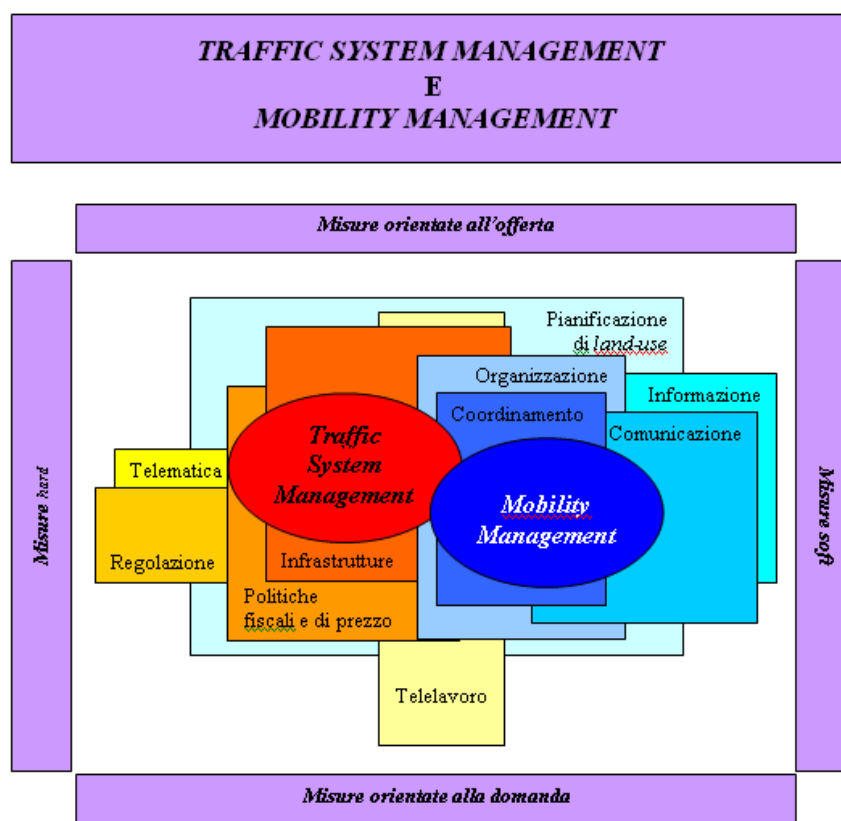 TRAFFIC SYSTEM MANAGEMENT
E
MOBILITY MANAGEMENT
Misure orientate all'offerta
Misure hard
Pianificazione
di land-use
Organizzazione
Informazione
Coordinamento
Comunicazione
Traffic
System
Management
Telematica
Mobility
Management
Regolazione
Infrastrutture
Politiche
fiscali e di prezzo
Telelavoro
Misure soft
Misure orientate alla domanda